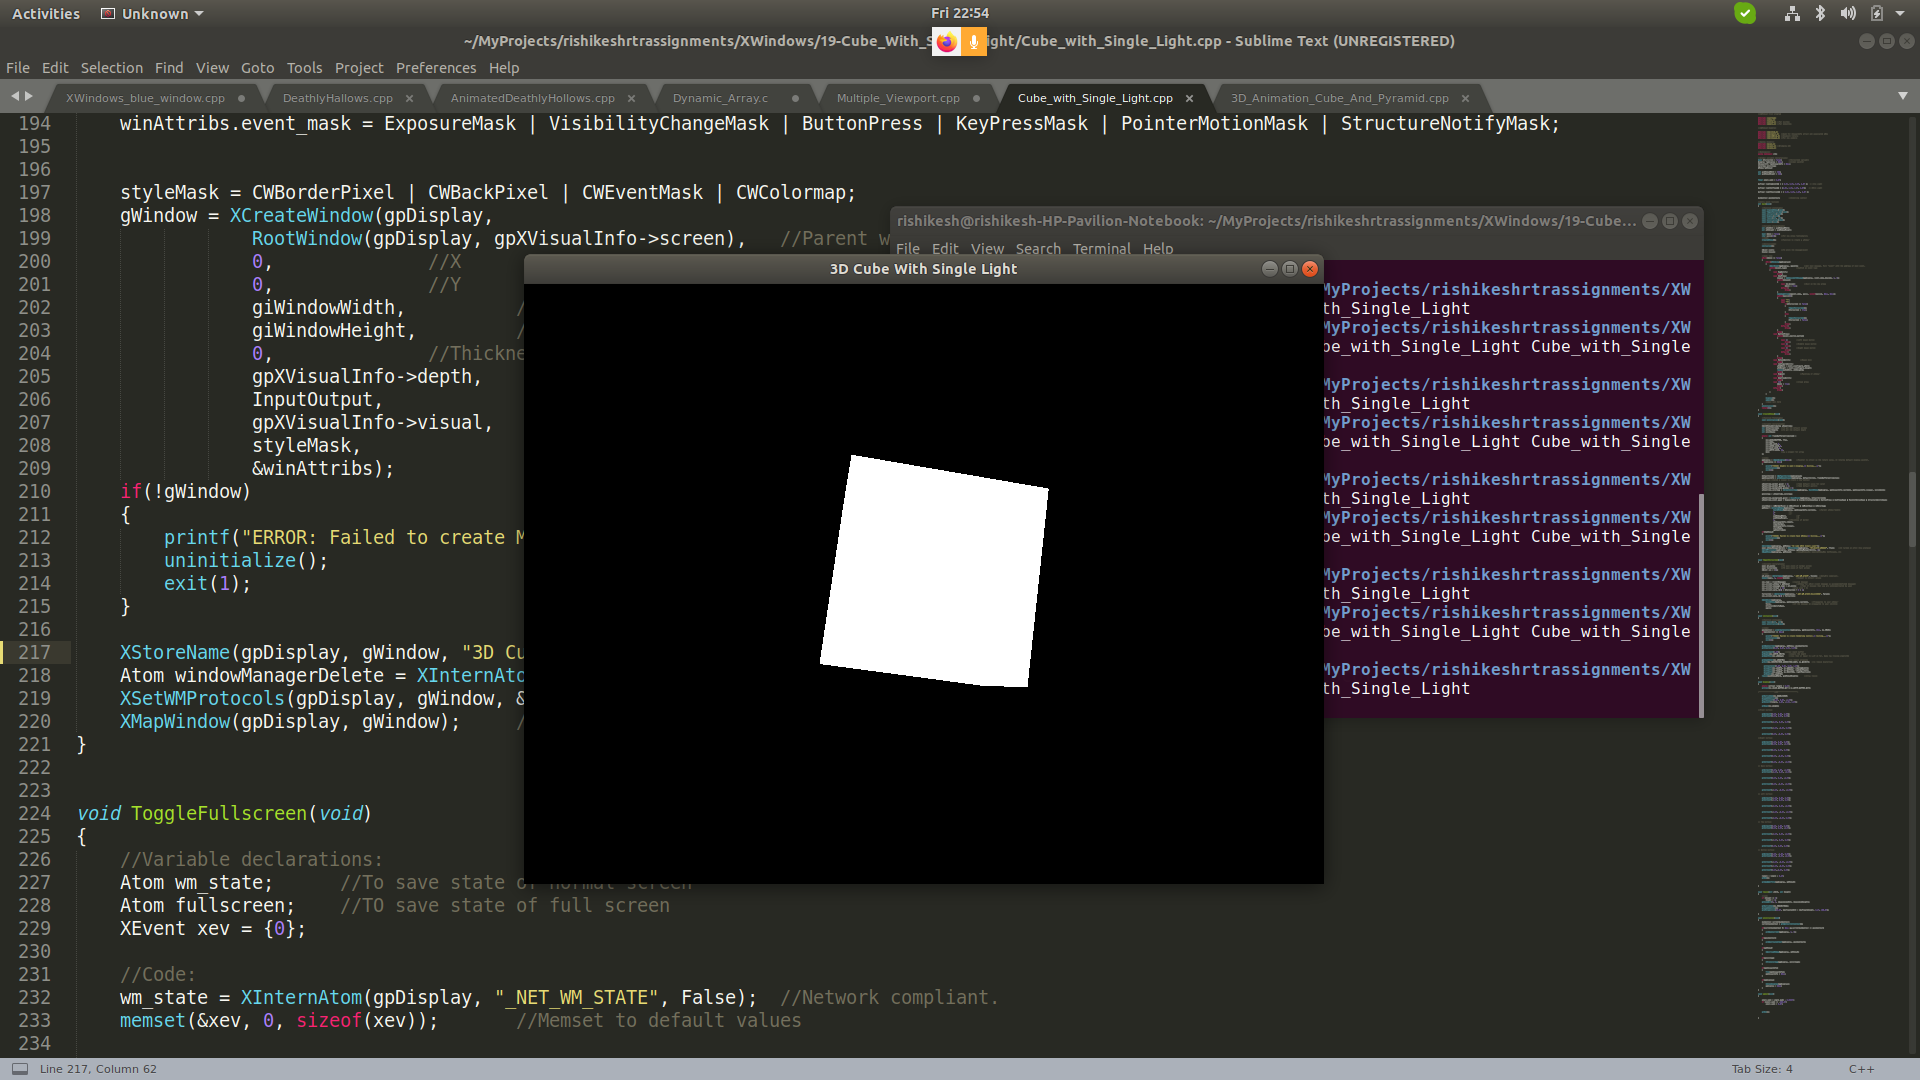 Activities
Unknown
Fri 22:54
~/MyProjects/rishikeshrtrassignments/XWindows/19-Cube_With_S
ight/Cube_with_Single_Light.cpp - Sublime Text (UNREGISTERED)
File Edit Selection Find View Goto Tools Project Preferences Help
XWindows_blue_window.cpp
DeathlyHallows.cpp
AnimatedDeathlyHollows.cpp
Dynamic_Array.c
Multiple_Viewport.cpp
Cube_with_Single_Light.cpp
3D_Animation_Cube_And_Pyramid.cpp
194 winAttribs.event_mask = ExposureMask | VisibilityChangeMask | ButtonPress | KeyPressMask | PointerMotionMask | StructureNotifyMask;
195
196
197 styleMask = CWBorderPixel | CWBackPixel | CWEventMask | CWColormap;
198 gWindow = XCreateWindow(gpDisplay,
199 RootWindow(gpDisplay, gpXVisualInfo->screen), //Parent w
200 0, //X
201 0, //Y
202 giWindowWidth, /
203 giWindowHeight, /
204 0, //Thickne
205 gpXVisualInfo->depth,
206 InputOutput,
207 gpXVisualInfo->visual,
208 styleMask,
209 &winAttribs);
210 if(!gWindow)
211 {
212 printf("ERROR: Failed to create M
213 uninitialize();
214 exit(1);
215 }
216
217 XStoreName(gpDisplay, gWindow, "3D Cu
218 Atom windowManagerDelete = XInternAto
219 XSetWMProtocols(gpDisplay, gWindow, &
220 XMapWindow(gpDisplay, gWindow); /
221 }
222
223
224 void ToggleFullscreen(void)
225 {
226 //Variable declarations:
227 Atom wm_state; //To save state of normal screen
228 Atom fullscreen; //TO save state of full screen
229 XEvent xev = {0};
230
231 //Code:
232 wm_state = XInternAtom(gpDisplay, "_NET_WM_STATE", False); //Network compliant.
233 memset(&xev, 0, sizeof(xev)); //Memset to default values
234
rishikesh@rishikesh-HP-Pavilion-Notebook: ~/MyProjects/rishikeshrtrassignments/XWindows/19-Cube...
File Edit View Search Terminal Help
3D Cube With Single Light
MyProjects/rishikeshrtrassignments/XW
th_Single_Light
MyProjects/rishikeshrtrassignments/XW
be_with_Single_Light Cube_with_Single
MyProjects/rishikeshrtrassignments/XW
th_Single_Light
MyProjects/rishikeshrtrassignments/XW
be_with_Single_Light Cube_with_Single
MyProjects/rishikeshrtrassignments/XW
th_Single_Light
MyProjects/rishikeshrtrassignments/XW
be_with_Single_Light Cube_with_Single
MyProjects/rishikeshrtrassignments/XW
th_Single_Light
MyProjects/rishikeshrtrassignments/XW
be_with_Single_Light Cube_with_Single
MyProjects/rishikeshrtrassignments/XW
th_Single_Light
Line 217, Column 62
Tab Size: 4
C++